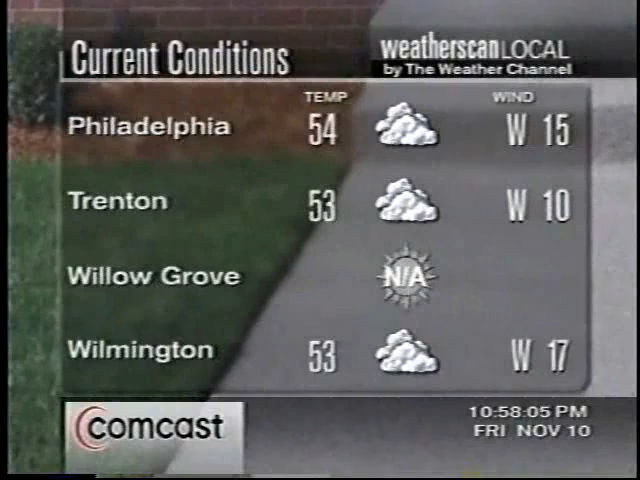 Current Conditions
weatherscanLOCAL
by The Weather Channel
TEMP WIND
Philadelphia 54 W 15
Trenton 53 W 10
Willow Grove N/A
Wilmington 53 W 17
comcast
10:58:05 PM
FRI NOV 10